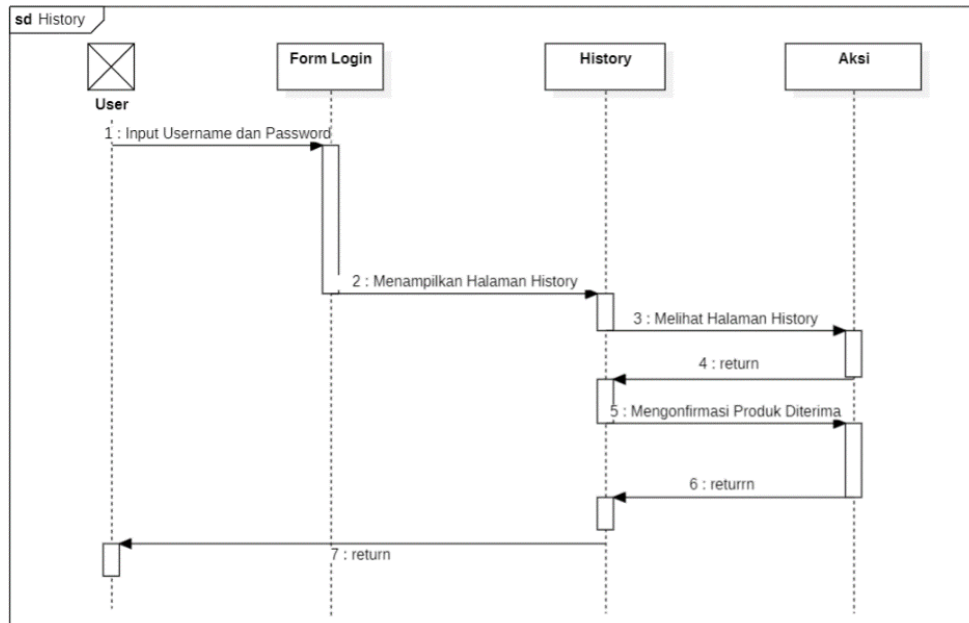 sd History
User
Form Login
History
Aksi
1 : Input Username dan Password
2 : Menampilkan Halaman History
3 : Melihat Halaman History
4 : return
5 : Mengonfirmasi Produk Diterima
6 : returrn
7 : return